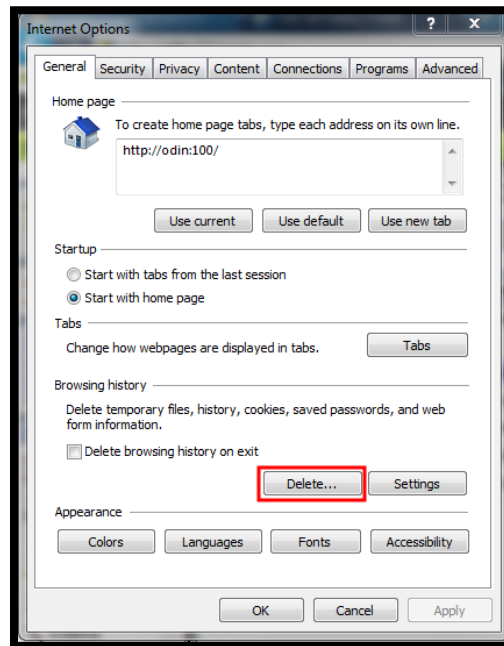 Internet Options
? X
General Security Privacy Content Connections Programs Advanced
Home page
To create home page tabs, type each address on its own line.
http://odin:100/
Use current Use default Use new tab
Startup
Start with tabs from the last session
Start with home page
Tabs
Change how webpages are displayed in tabs.
Tabs
Browsing history
Delete temporary files, history, cookies, saved passwords, and web
form information.
Delete browsing history on exit
Delete... Settings
Appearance
Colors Languages Fonts Accessibility
OK Cancel Apply